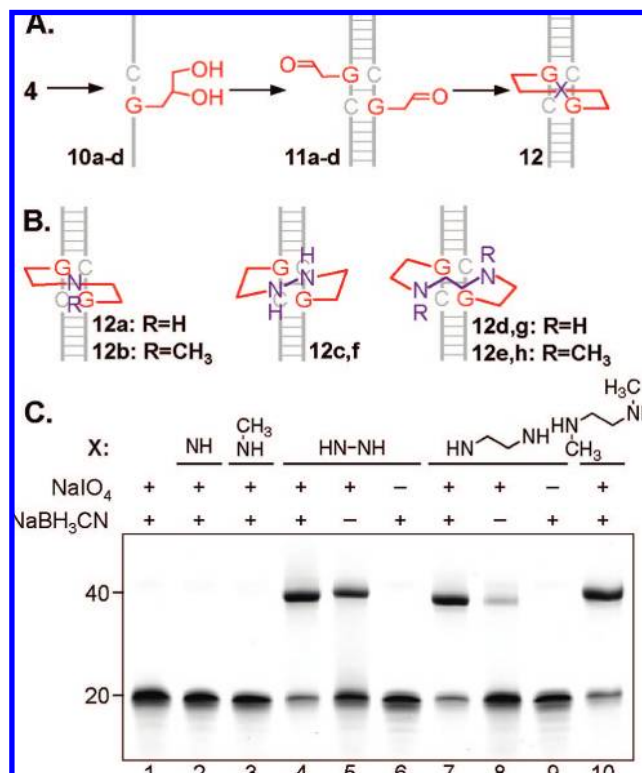 A.
4
C
G
OH
OH
10a-d
O
G
C
C
G
O
11a-d
G
C
X
C
G
12
B.
G
C
N
C
G
R
12a: R=H
12b: R=CH3
H
G
C
N
N
C
G
H
12c,f
R
G
C
N
N
C
G
R
12d,g: R=H
12e,h: R=CH3
C.
X:
NH
CH3
NH
HN–NH
HN
NH
H3C
HN
CH3
NaIO4
+ + + + + – + + – +
NaBH3CN
+ + + + – + + – + +
40
20
1 2 3 4 5 6 7 8 9 10